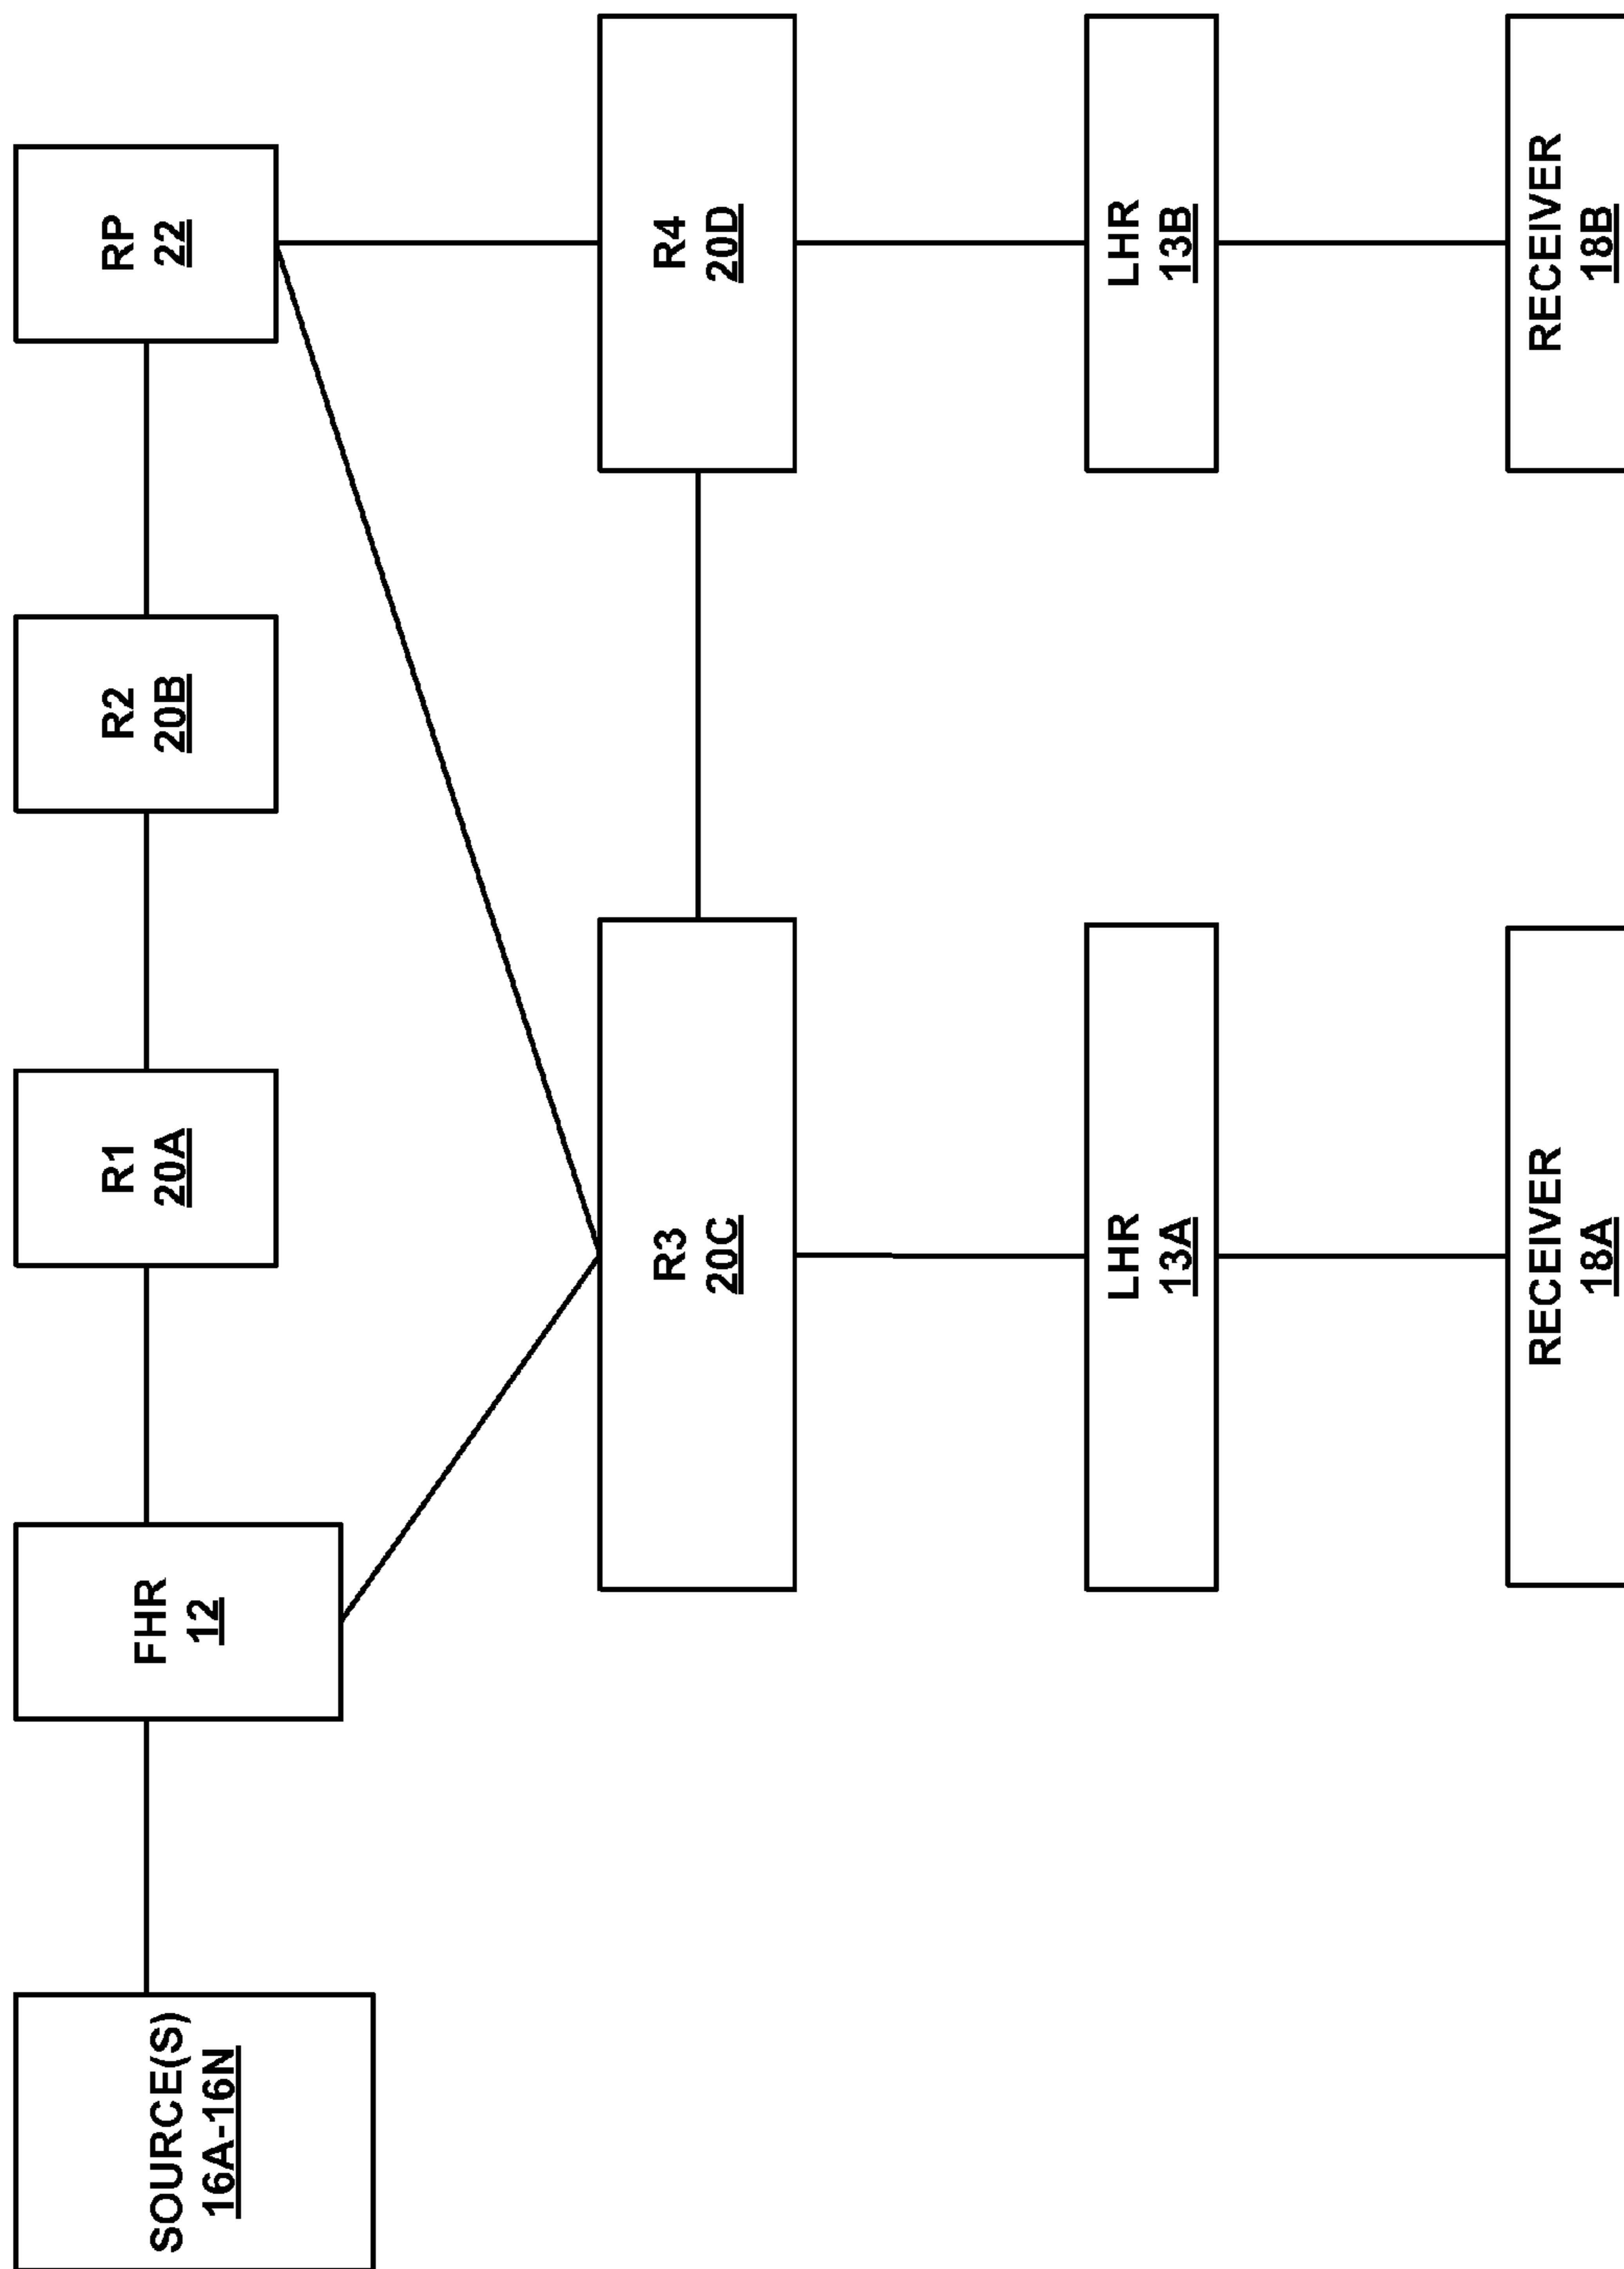 SOURCE(S)
16A-16N
FHR
12
R1
20A
R2
20B
RP
22
R3
20C
R4
20D
LHR
13A
LHR
13B
RECEIVER
18A
RECEIVER
18B